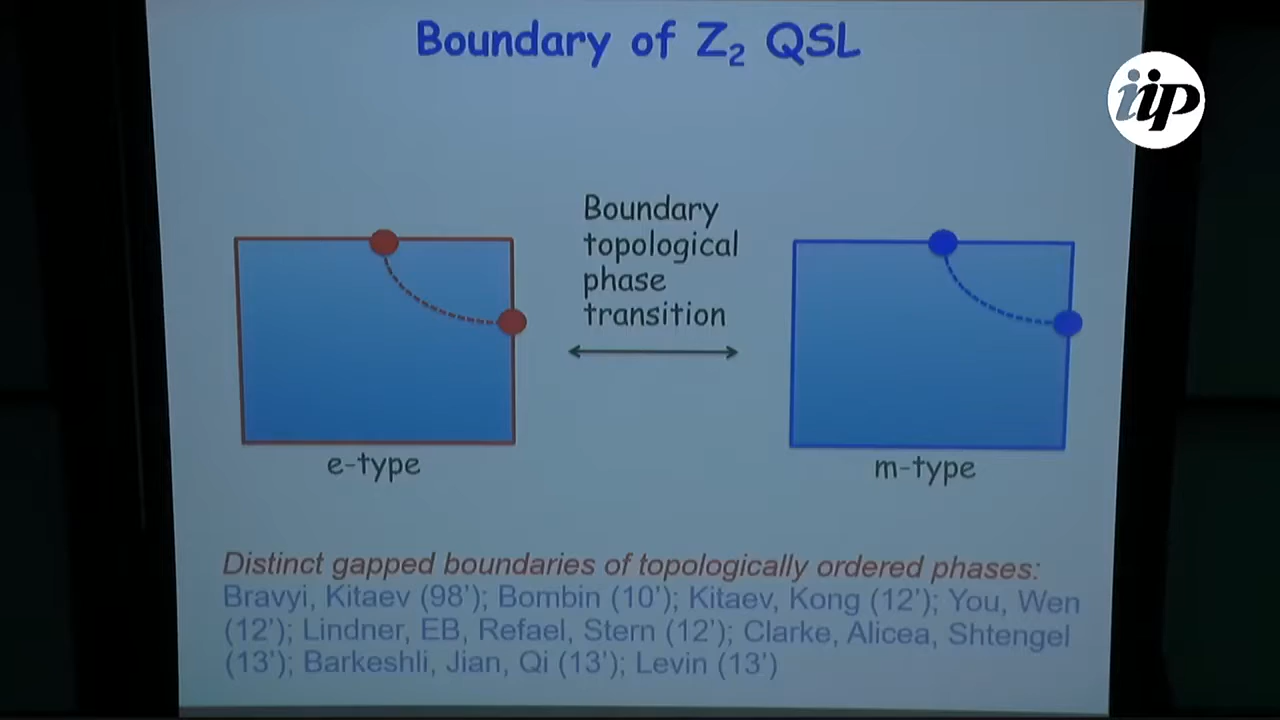 Boundary of Z₂ QSL
iip
Boundary
topological
phase
transition
e-type
m-type
Distinct gapped boundaries of topologically ordered phases:
Bravyi, Kitaev (98'); Bombin (10'); Kitaev, Kong (12'); You, Wen
(12'); Lindner, EB, Refael, Stern (12'); Clarke, Alicea, Shtengel
(13'); Barkeshli, Jian, Qi (13'); Levin (13')